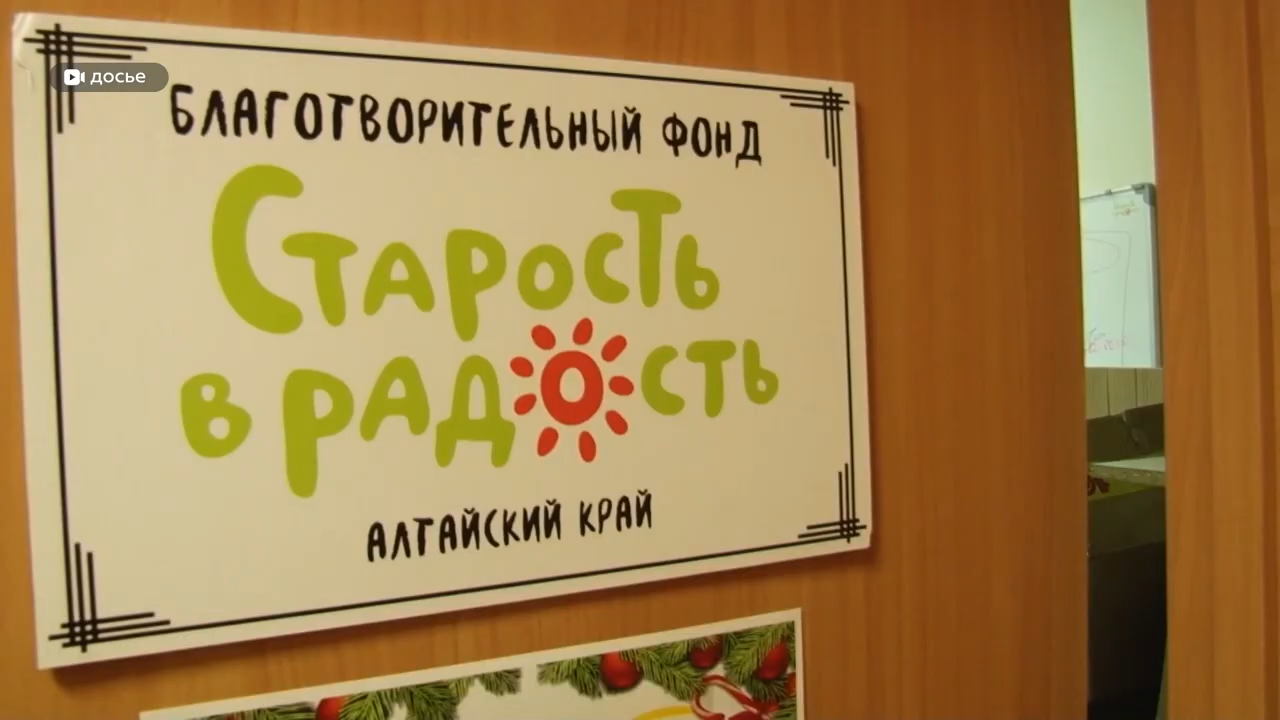 досье
БЛАГОТВОРИТЕЛЬНЫЙ ФОНД
СТАРОСТЬ
В РАДОСТЬ
АЛТАЙСКИЙ КРАЙ